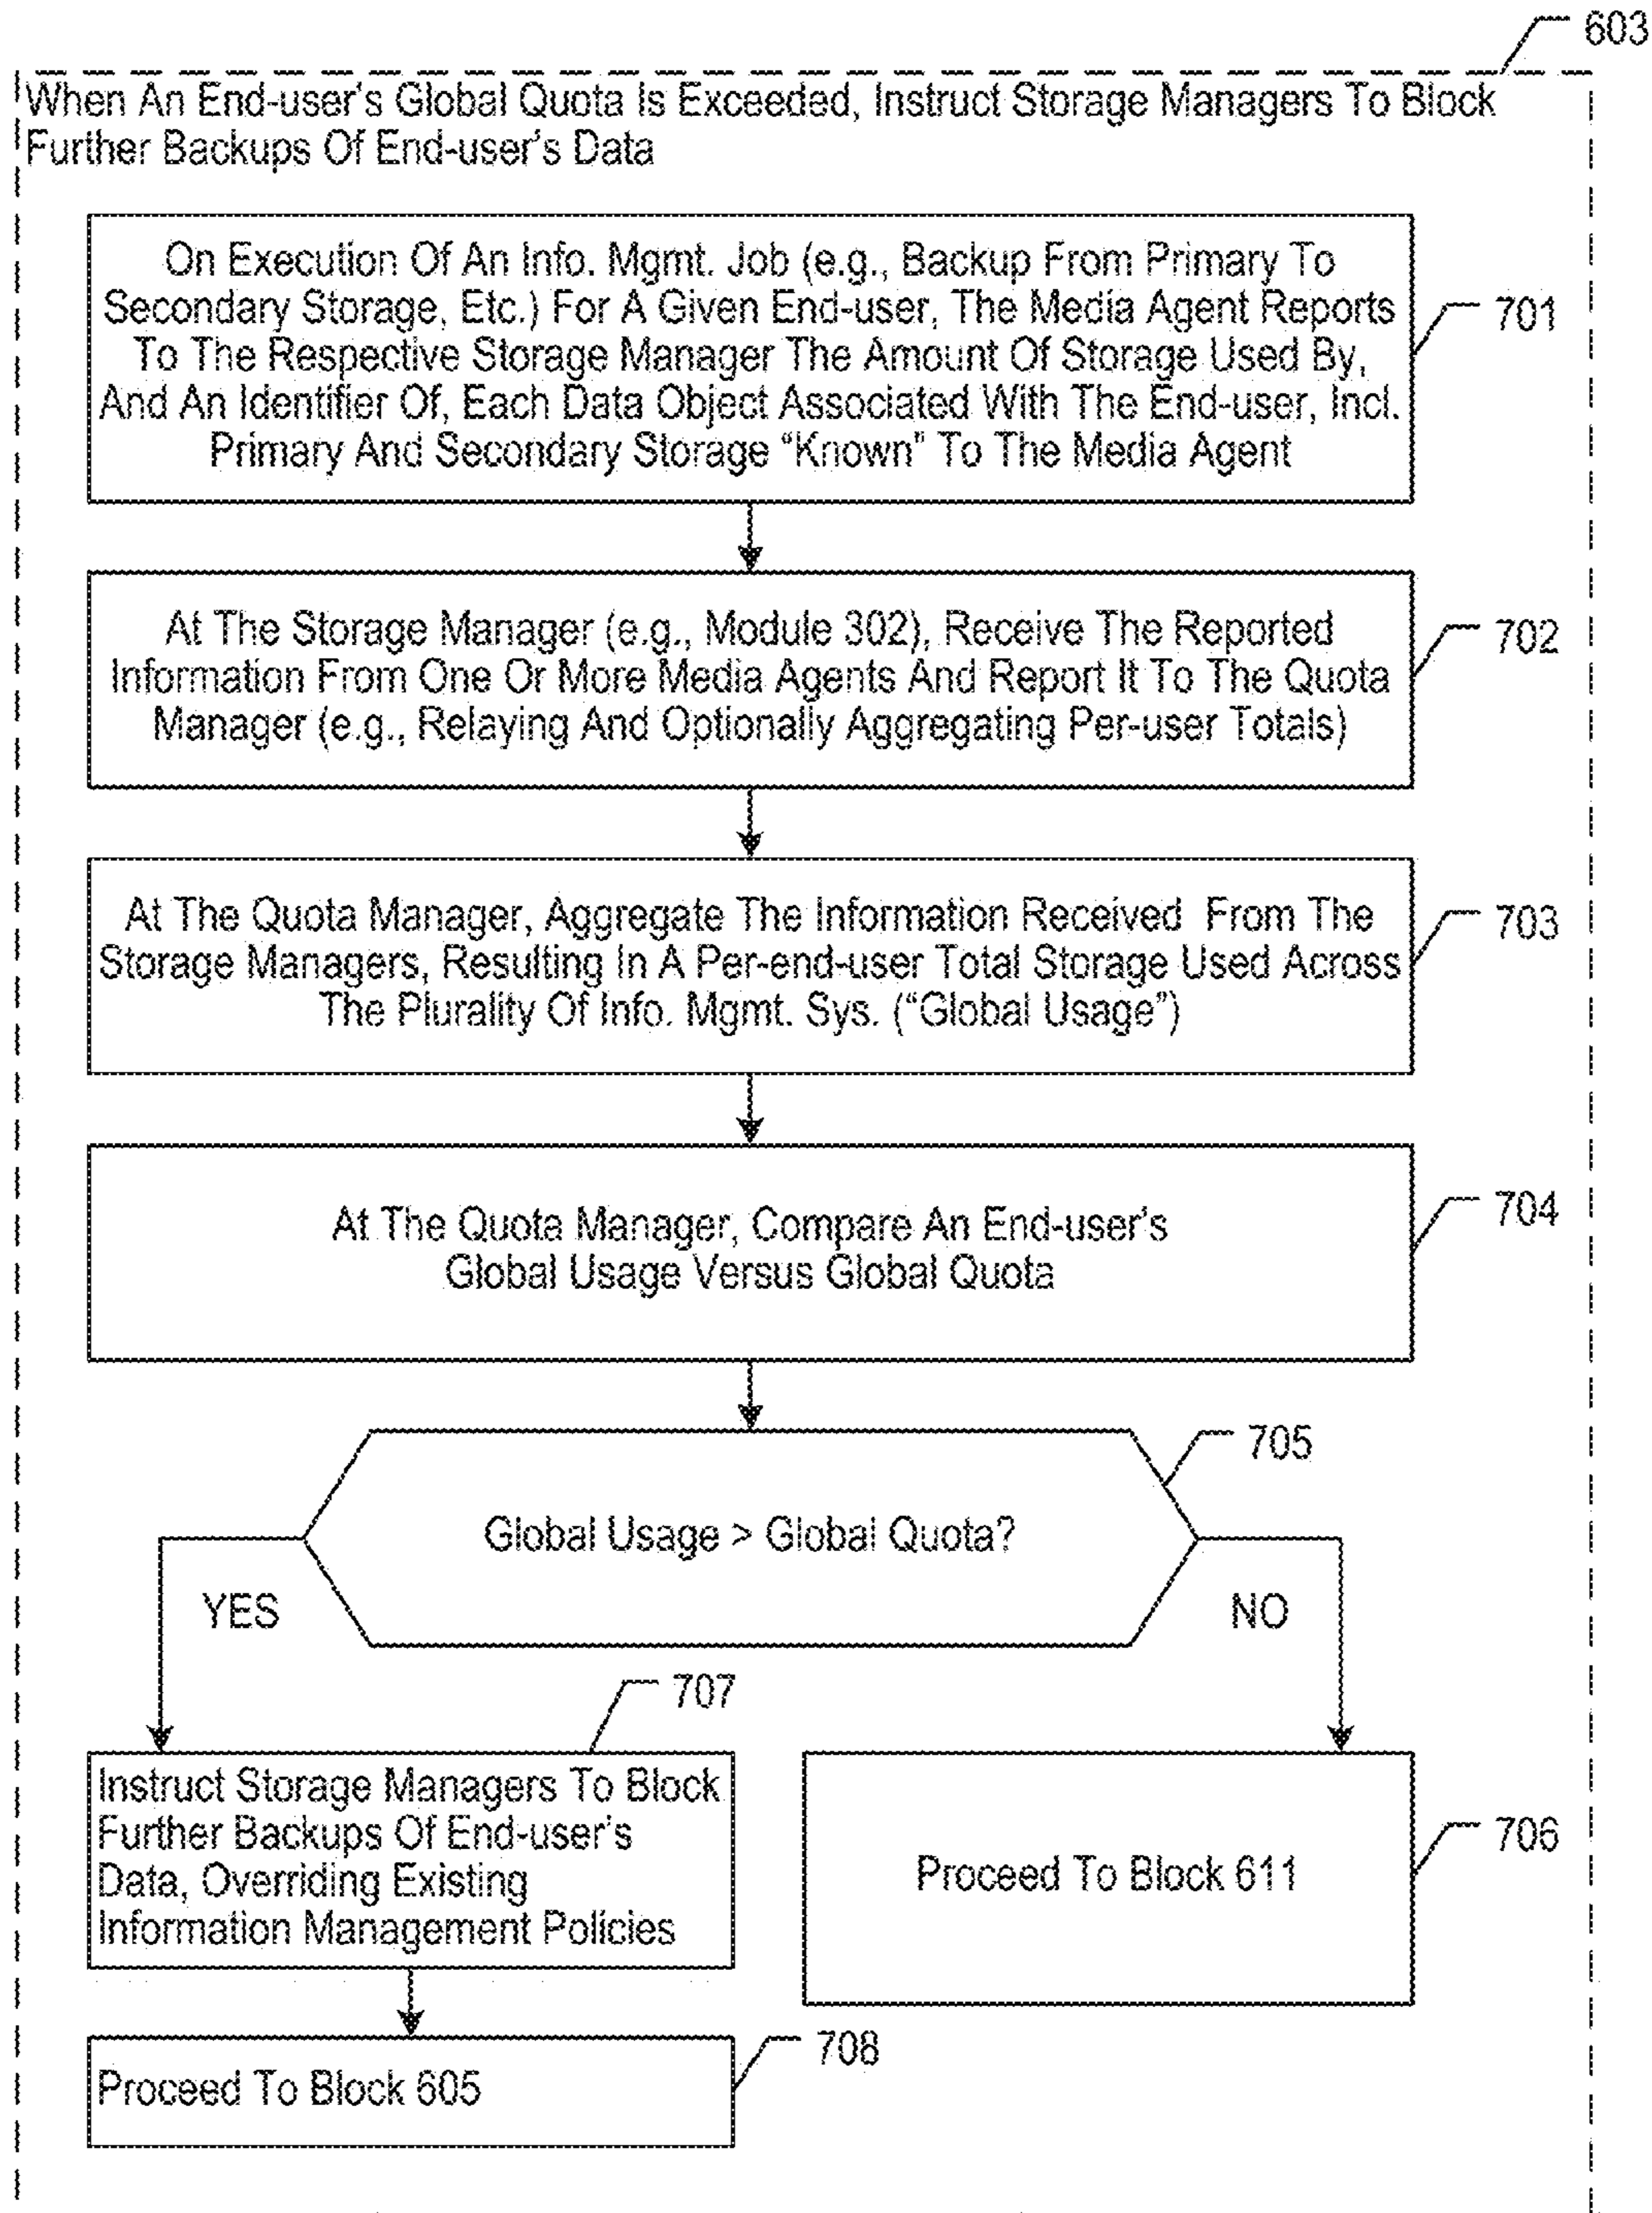 603
When An End-user's Global Quota Is Exceeded, Instruct Storage Managers To Block
Further Backups Of End-user's Data
On Execution Of An Info. Mgmt. Job (e.g., Backup From Primary To
Secondary Storage, Etc.) For A Given End-user, The Media Agent Reports
To The Respective Storage Manager The Amount Of Storage Used By,
And An Identifier Of, Each Data Object Associated With The End-user, Incl.
Primary And Secondary Storage “Known” To The Media Agent
701
At The Storage Manager (e.g., Module 302), Receive The Reported
Information From One Or More Media Agents And Report It To The Quota
Manager (e.g., Relaying And Optionally Aggregating Per-user Totals)
702
At The Quota Manager, Aggregate The Information Received From The
Storage Managers, Resulting In A Per-end-user Total Storage Used Across
The Plurality Of Info. Mgmt. Sys. (“Global Usage”)
703
At The Quota Manager, Compare An End-user's
Global Usage Versus Global Quota
704
705
Global Usage > Global Quota?
YES
NO
707
Instruct Storage Managers To Block
Further Backups Of End-user's
Data, Overriding Existing
Information Management Policies
Proceed To Block 611
706
708
Proceed To Block 605